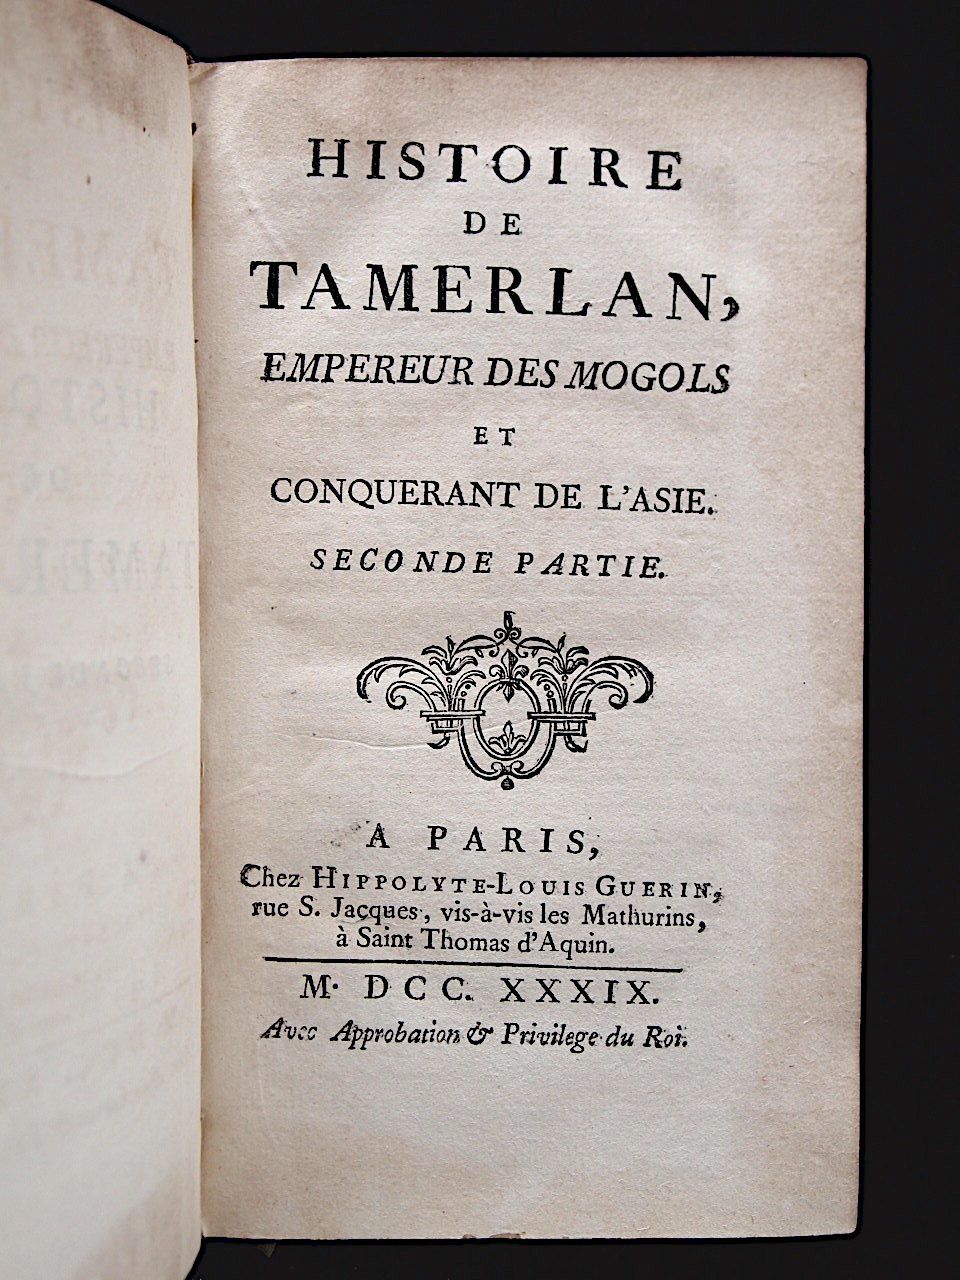 HISTOIRE
DE
TAMERLAN,
EMPEREUR DES MOGOLS
ET
CONQUERANT DE L'ASIE.
SECONDE PARTIE.
A PARIS,
Chez HIPPOLYTE-LOUIS GUERIN,
rue S. Jacques, vis-à-vis les Mathurins,
à Saint Thomas d'Aquin.
M. DCC. XXXIX.
Avec Approbation & Privilege du Roi.